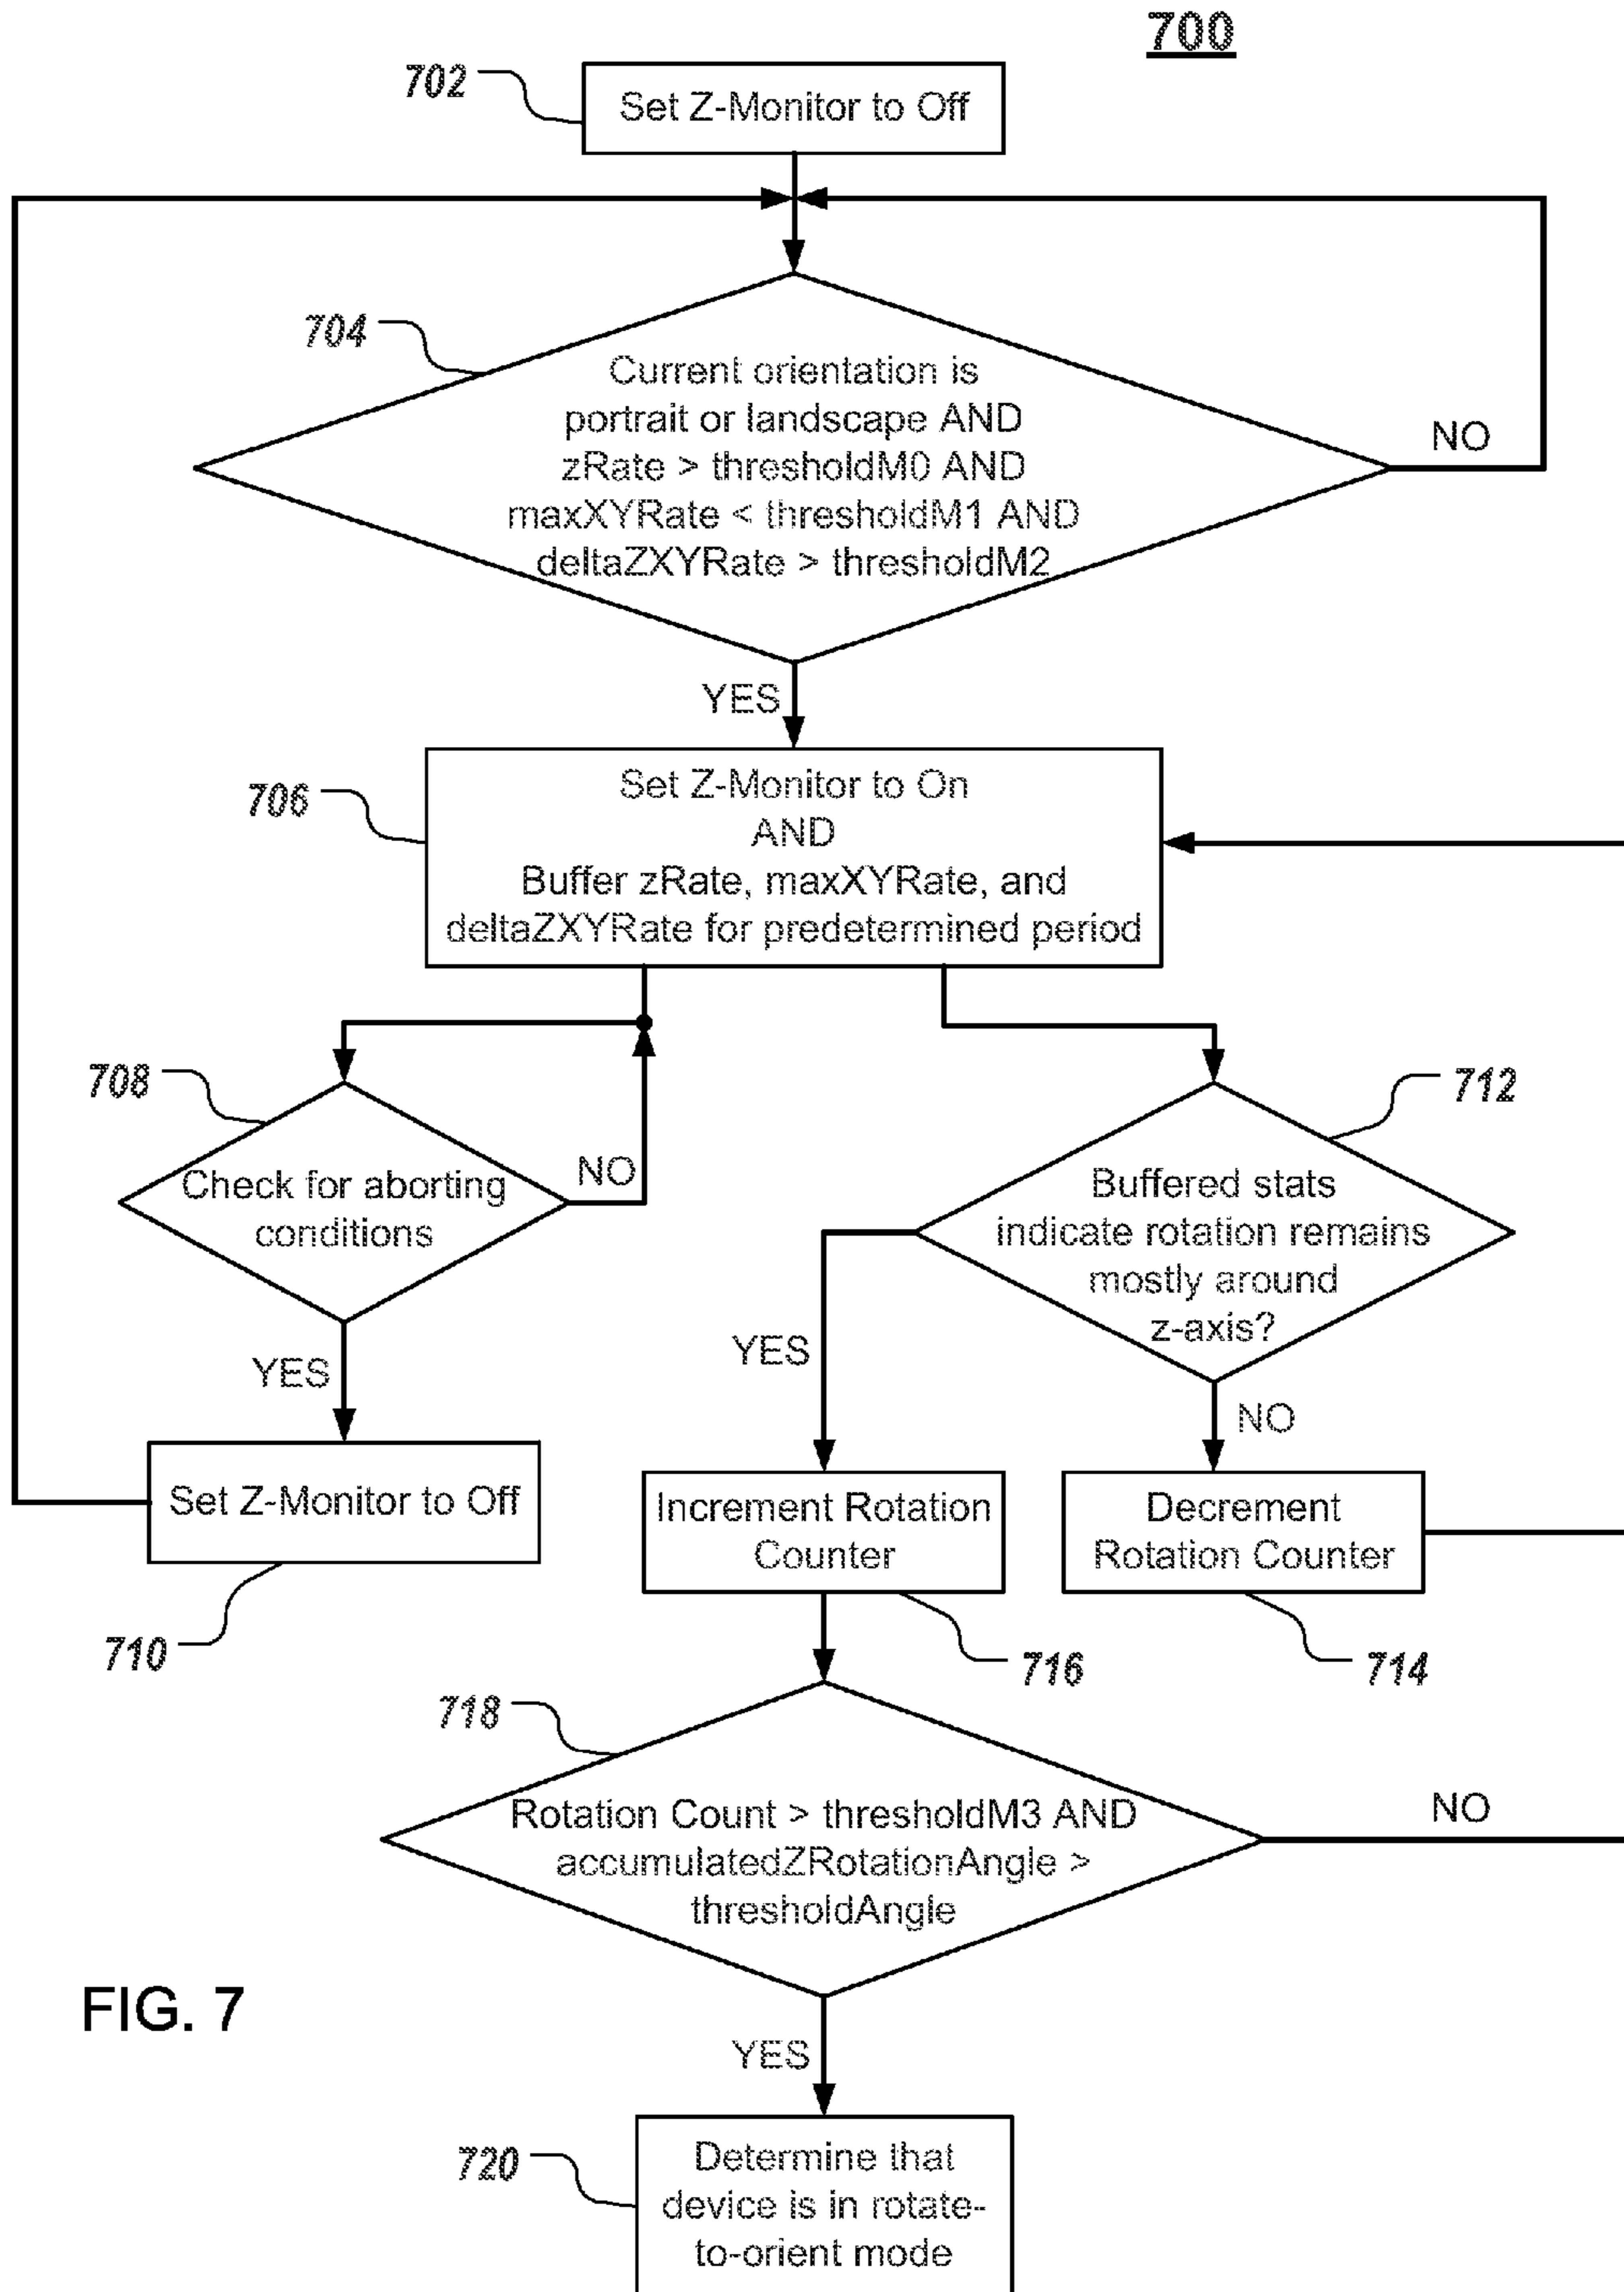 700
702
Set Z-Monitor to Off
704
Current orientation is
portrait or landscape AND
zRate > thresholdM0 AND
maxXYRate < thresholdM1 AND
deltaZXYRate > thresholdM2
NO
YES
706
Set Z-Monitor to On
AND
Buffer zRate, maxXYRate, and
deltaZXYRate for predetermined period
708
Check for aborting
conditions
NO
YES
712
Buffered stats
indicate rotation remains
mostly around
z-axis?
YES
NO
Set Z-Monitor to Off
710
Increment Rotation
Counter
716
Decrement
Rotation Counter
714
718
Rotation Count > thresholdM3 AND
accumulatedZRotationAngle >
thresholdAngle
NO
YES
FIG. 7
720
Determine that
device is in rotate-
to-orient mode